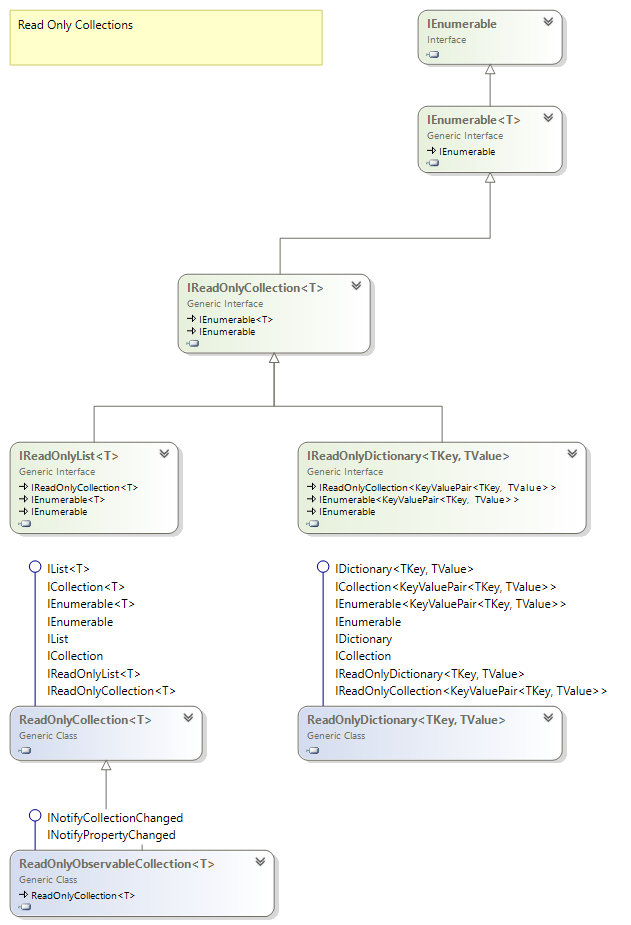 Read Only Collections
IEnumerable
Interface
IEnumerable<T>
Generic Interface
IEnumerable
IReadOnlyCollection<T>
Generic Interface
IEnumerable<T>
IEnumerable
IReadOnlyList<T>
Generic Interface
IReadOnlyCollection<T>
IEnumerable<T>
IEnumerable
IReadOnlyDictionary<TKey, TValue>
Generic Interface
IReadOnlyCollection<KeyValuePair<TKey, TValue>>
IEnumerable<KeyValuePair<TKey, TValue>>
IEnumerable
IList<T>
ICollection<T>
IEnumerable<T>
IEnumerable
IList
ICollection
IReadOnlyList<T>
IReadOnlyCollection<T>
ReadOnlyCollection<T>
Generic Class
IDictionary<TKey, TValue>
ICollection<KeyValuePair<TKey, TValue>>
IEnumerable<KeyValuePair<TKey, TValue>>
IEnumerable
IDictionary
ICollection
IReadOnlyDictionary<TKey, TValue>
IReadOnlyCollection<KeyValuePair<TKey, TValue>>
ReadOnlyDictionary<TKey, TValue>
Generic Class
INotifyCollectionChanged
INotifyPropertyChanged
ReadOnlyObservableCollection<T>
Generic Class
ReadOnlyCollection<T>